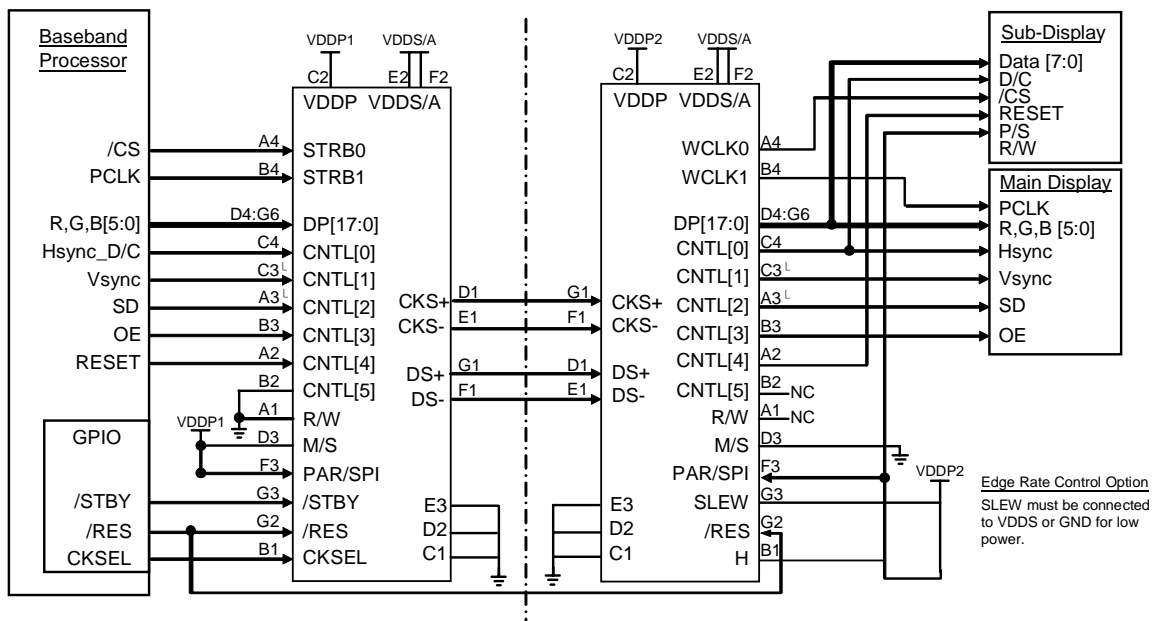 Baseband
Processor
/CS
PCLK
R,G,B[5:0]
Hsync_D/C
Vsync
SD
OE
RESET
GPIO
/STBY
/RES
CKSEL
VDDP1
VDDS/A
C2
E2
F2
VDDP
VDDS/A
A4
B4
D4:G6
C4
C3 L
A3 L
B3
A2
B2
A1
VDDP1
D3
F3
G3
G2
B1
STRB0
STRB1
DP[17:0]
CNTL[0]
CNTL[1]
CNTL[2]
CNTL[3]
CNTL[4]
CNTL[5]
R/W
M/S
PAR/SPI
/STBY
/RES
CKSEL
CKS+
CKS-
DS+
DS-
E3
D2
C1
D1
E1
G1
F1
G1
F1
D1
E1
VDDP2
VDDS/A
C2
E2
F2
VDDP
VDDS/A
CKS+
CKS-
DS+
DS-
E3
D2
C1
WCLK0
WCLK1
DP[17:0]
CNTL[0]
CNTL[1]
CNTL[2]
CNTL[3]
CNTL[4]
CNTL[5]
R/W
M/S
PAR/SPI
SLEW
/RES
H
A4
B4
D4:G6
C4
C3 L
A3 L
B3
A2
B2
NC
A1
NC
D3
F3
G3
G2
B1
VDDP2
Sub-Display
Data [7:0]
D/C
/CS
RESET
P/S
R/W
Main Display
PCLK
R,G,B [5:0]
Hsync
Vsync
SD
OE
Edge Rate Control Option
SLEW must be connected
to VDDS or GND for low
power.